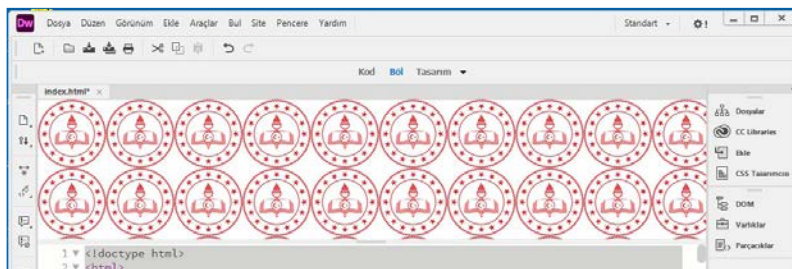 Dw Dosya Düzen Görünüm Ekle Araçlar Bul Site Pencere Yardım Standart
Kod Böl Tasarım
index.html*
Dosyalar
CC Libraries
Ekle
CSS Tasarımcısı
DOM
Varlıklar
Parçacıklar
1 <!doctype html>
2 <html>